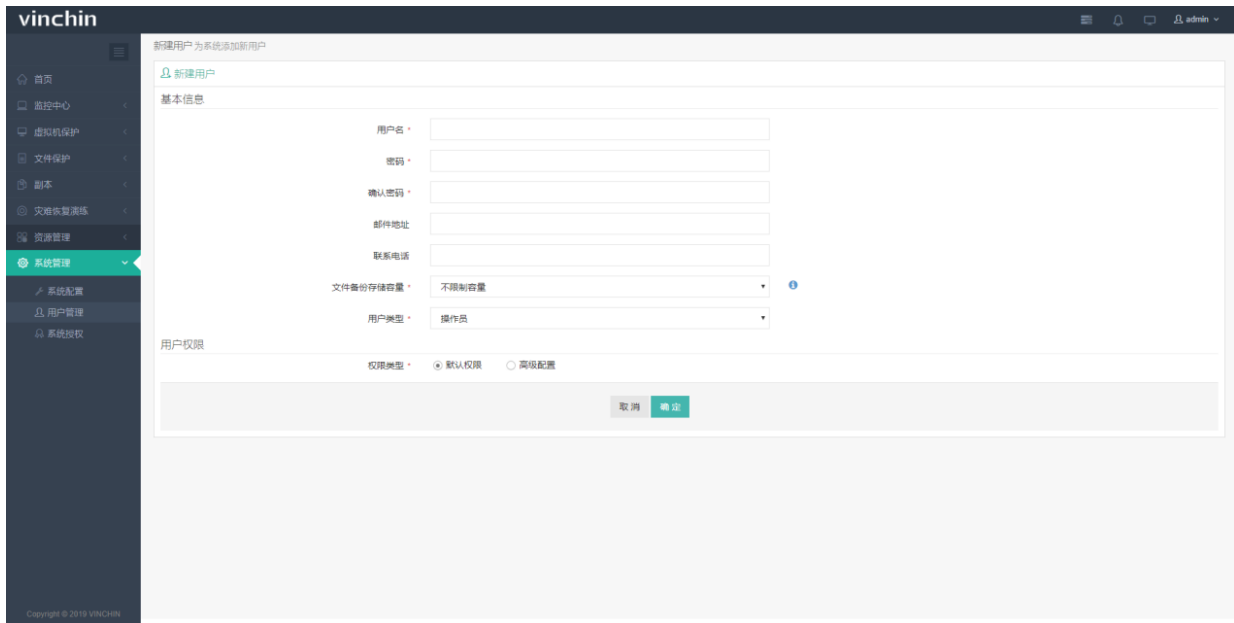 vinchin
admin
新建用户 为系统添加新用户
首页
监控中心
虚拟机保护
文件保护
副本
灾难恢复演练
资源管理
系统管理
系统配置
用户管理
系统授权
新建用户
基本信息
用户名 *
密码 *
确认密码 *
邮件地址
联系电话
文件备份存储容量 * 不限制容量
用户类型 * 操作员
用户权限
权限类型 * 默认权限 高级配置
取消 确定
Copyright © 2019 VINCHIN